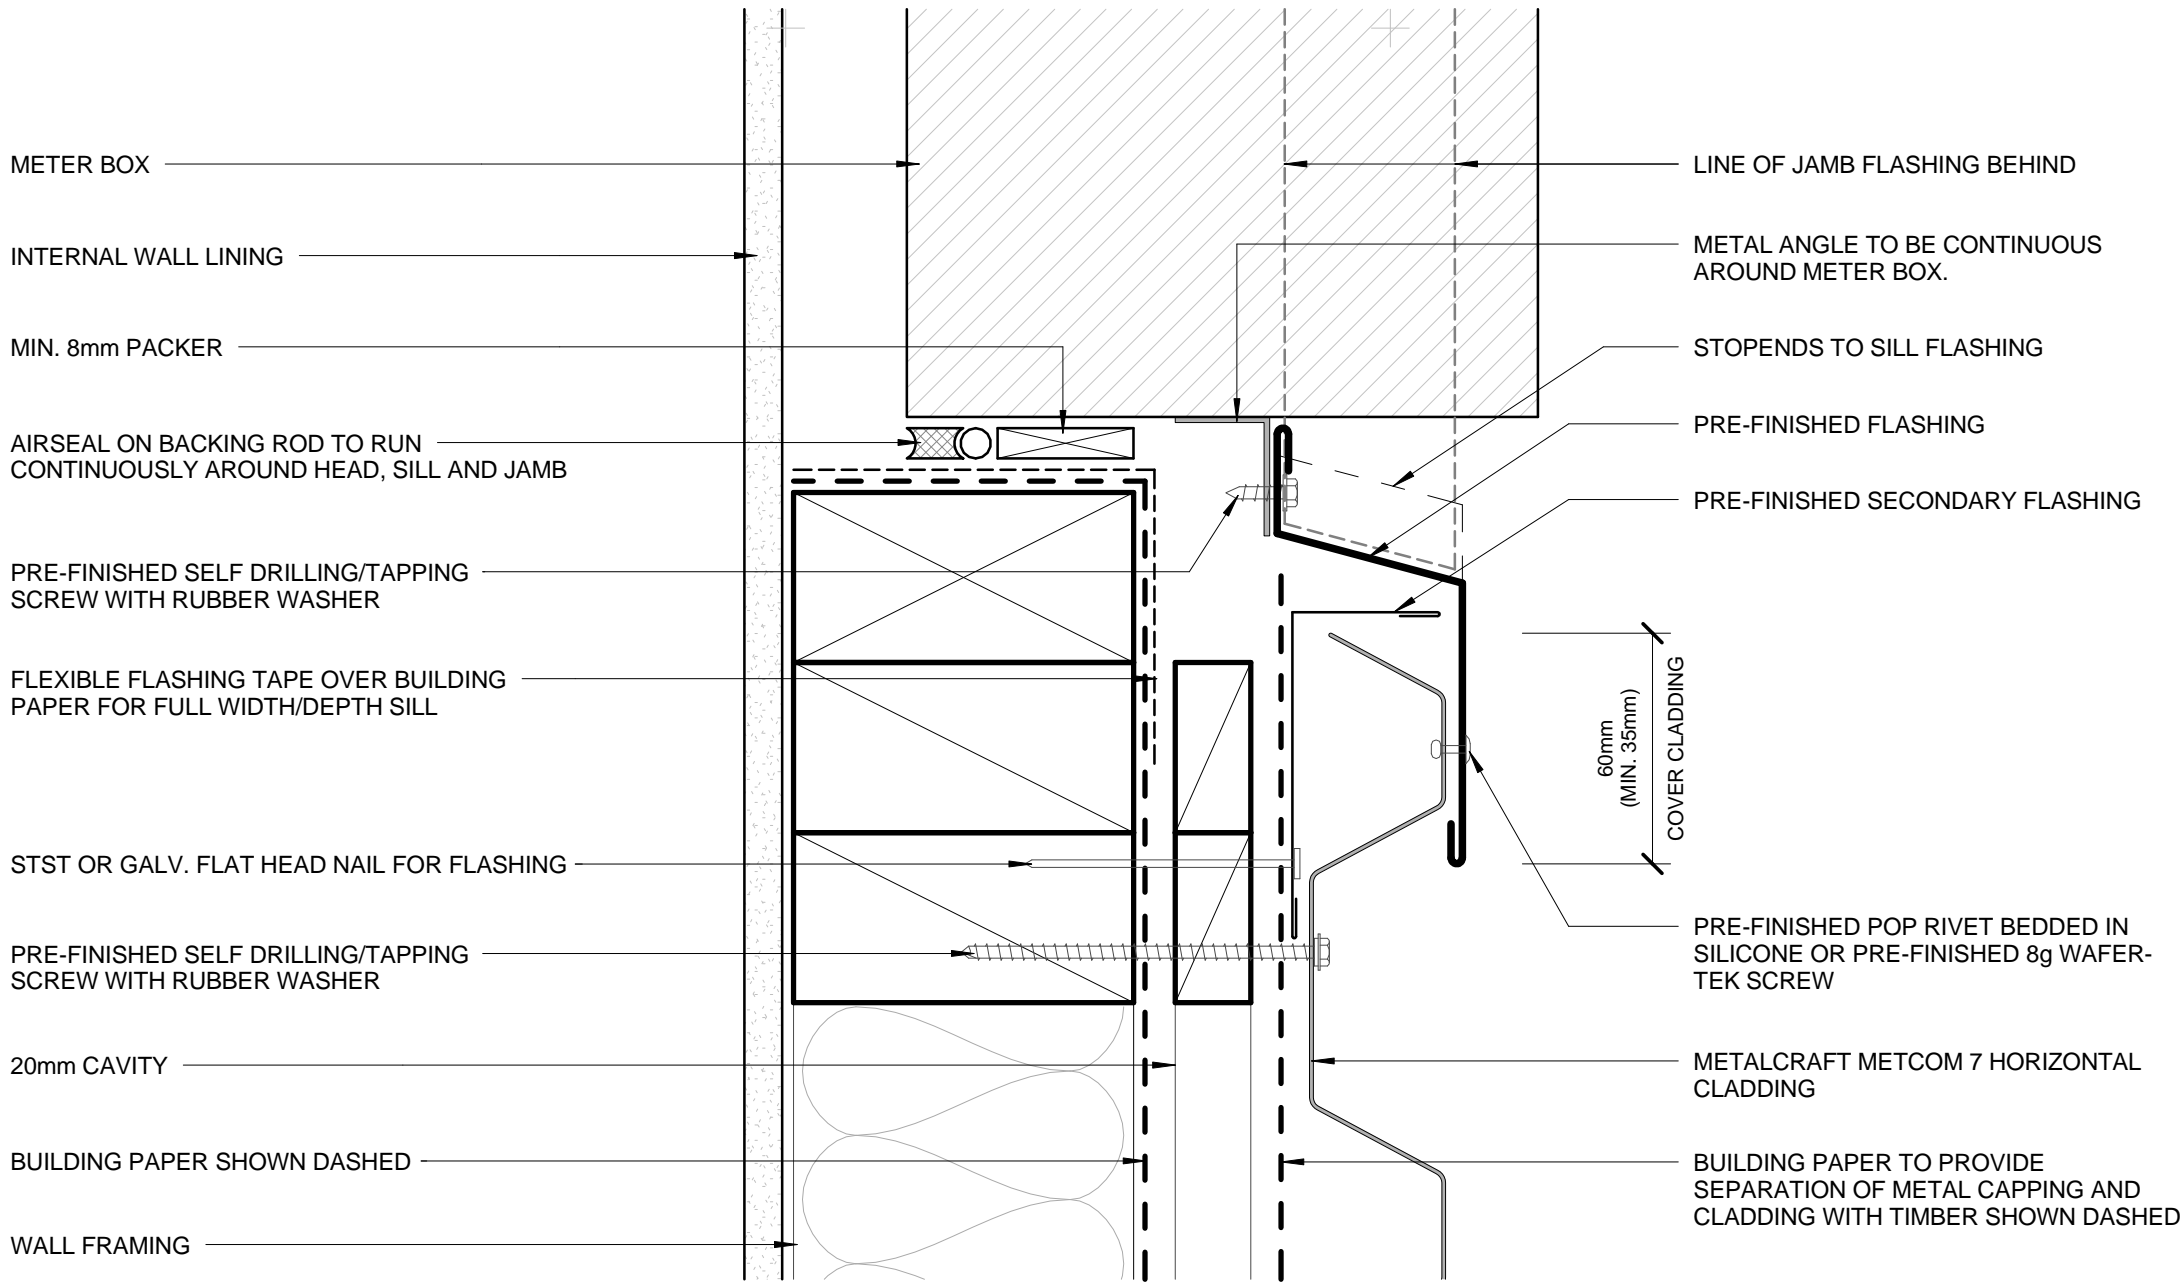 METER BOX
INTERNAL WALL LINING
MIN. 8mm PACKER
AIRSEAL ON BACKING ROD TO RUN
CONTINUOUSLY AROUND HEAD, SILL AND JAMB
PRE-FINISHED SELF DRILLING/TAPPING
SCREW WITH RUBBER WASHER
FLEXIBLE FLASHING TAPE OVER BUILDING
PAPER FOR FULL WIDTH/DEPTH SILL
STST OR GALV. FLAT HEAD NAIL FOR FLASHING
PRE-FINISHED SELF DRILLING/TAPPING
SCREW WITH RUBBER WASHER
20mm CAVITY
BUILDING PAPER SHOWN DASHED
WALL FRAMING
LINE OF JAMB FLASHING BEHIND
METAL ANGLE TO BE CONTINUOUS
AROUND METER BOX.
STOPENDS TO SILL FLASHING
PRE-FINISHED FLASHING
PRE-FINISHED SECONDARY FLASHING
60mm
(MIN. 35mm)
COVER CLADDING
PRE-FINISHED POP RIVET BEDDED IN
SILICONE OR PRE-FINISHED 8g WAFER-
TEK SCREW
METALCRAFT METCOM 7 HORIZONTAL
CLADDING
BUILDING PAPER TO PROVIDE
SEPARATION OF METAL CAPPING AND
CLADDING WITH TIMBER SHOWN DASHED